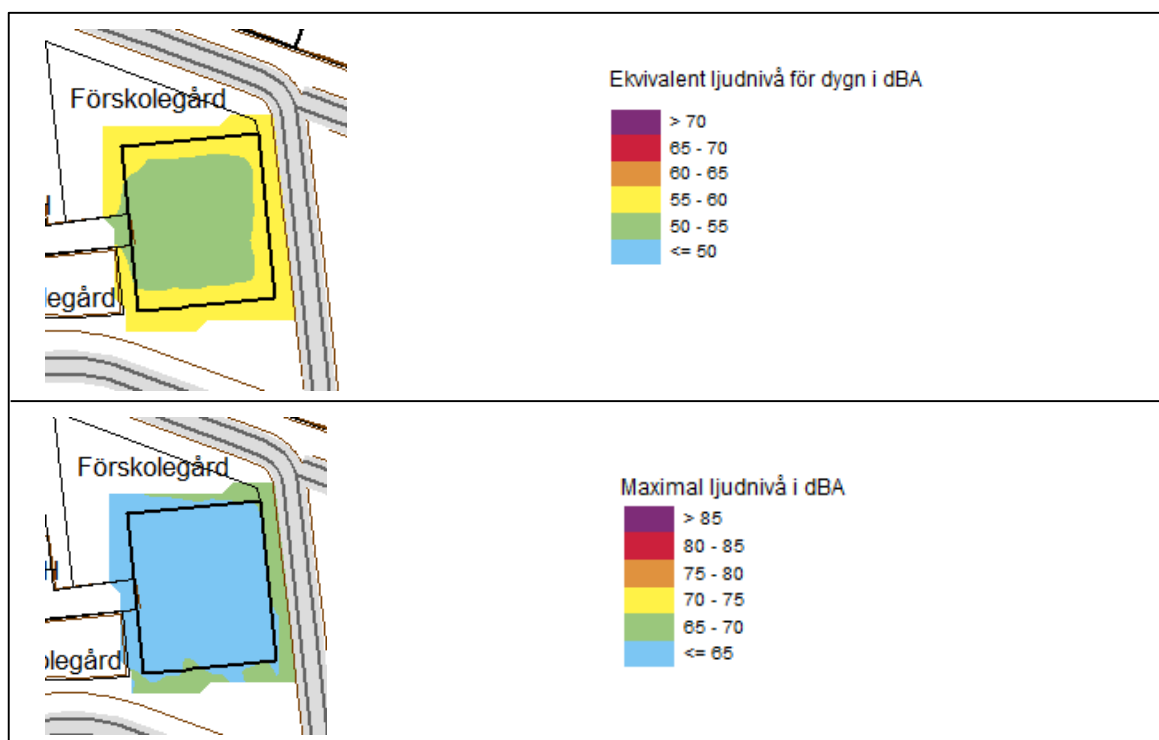 Förskolegård
legård
Ekvivalent ljudnivå för dygn i dBA
> 70
65 - 70
60 - 65
55 - 60
50 - 55
<= 50
Förskolegård
olegård
Maximal ljudnivå i dBA
> 85
80 - 85
75 - 80
70 - 75
65 - 70
<= 65